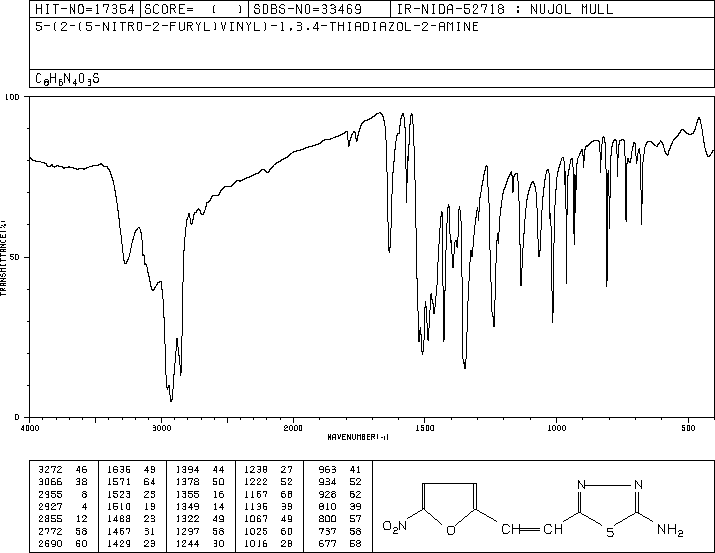 HIT-NO=17354 SCORE= ( ) SDBS-NO=33469 IR-NIDA-52718 : NUJOL MULL
5-(2-(5-NITRO-2-FURYL)VINYL)-1,3,4-THIADIAZOL-2-AMINE
C8H6N4O3S
100
50
0
TRANSMITTANCE(%)
4000 3000 2000 1500 1000 500
WAVENUMBER(-1)
3272 46 1636 49 1394 44 1238 27 963 41
3066 38 1571 64 1378 50 1222 52 934 52
2955 8 1523 23 1355 16 1167 68 928 62
2927 4 1510 19 1349 14 1136 39 810 39
2855 12 1488 23 1322 49 1067 49 800 57
2772 58 1467 31 1297 58 1025 60 737 58
2690 60 1429 23 1244 30 1016 28 677 58
N N
O2N O CH CH S NH2